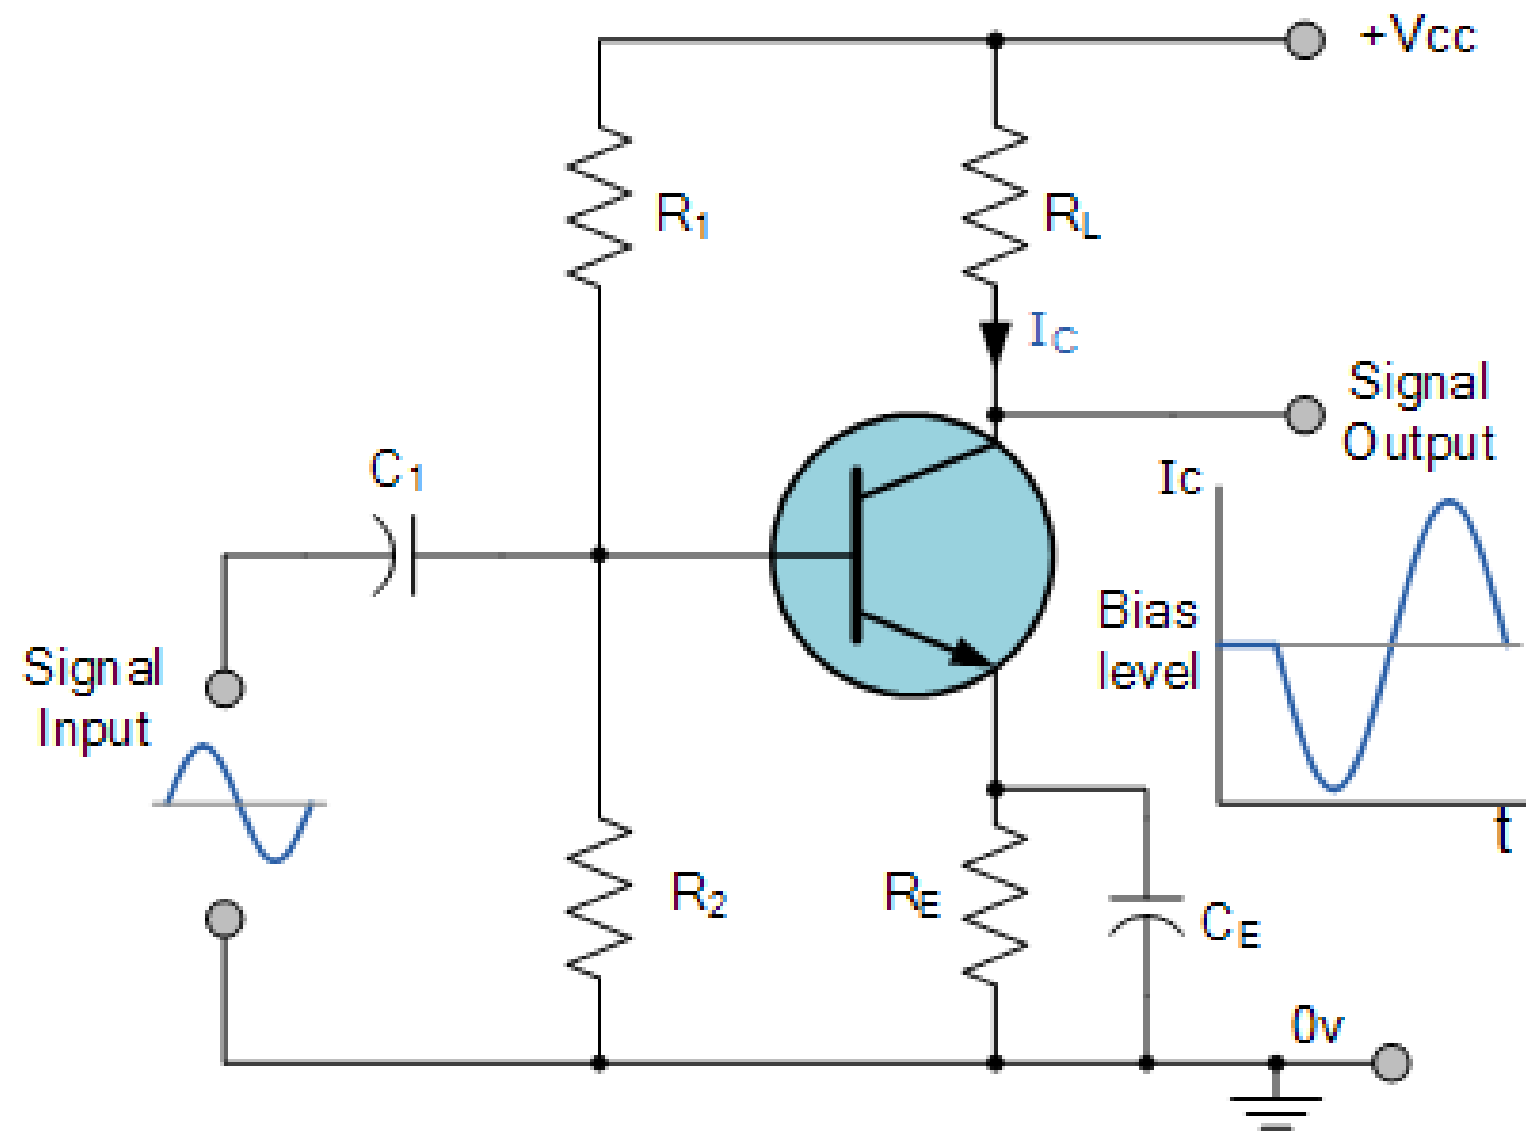 +Vcc
R1
RL
IC
Signal
Output
C1
Ic
Bias
level
Signal
Input
t
R2
RE
CE
0v